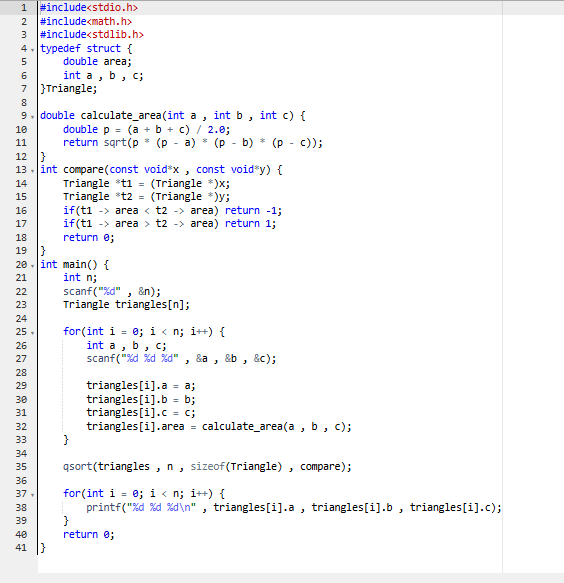 1 #include<stdio.h>
2 #include<math.h>
3 #include<stdlib.h>
4 typedef struct {
5     double area;
6     int a , b , c;
7 }Triangle;
8
9 double calculate_area(int a , int b , int c) {
10     double p = (a + b + c) / 2.0;
11     return sqrt(p * (p - a) * (p - b) * (p - c));
12 }
13 int compare(const void*x , const void*y) {
14     Triangle *t1 = (Triangle *)x;
15     Triangle *t2 = (Triangle *)y;
16     if(t1 -> area < t2 -> area) return -1;
17     if(t1 -> area > t2 -> area) return 1;
18     return 0;
19 }
20 int main() {
21     int n;
22     scanf("%d" , &n);
23     Triangle triangles[n];
24
25     for(int i = 0; i < n; i++) {
26         int a , b , c;
27         scanf("%d %d %d" , &a , &b , &c);
28
29         triangles[i].a = a;
30         triangles[i].b = b;
31         triangles[i].c = c;
32         triangles[i].area = calculate_area(a , b , c);
33     }
34
35     qsort(triangles , n , sizeof(Triangle) , compare);
36
37     for(int i = 0; i < n; i++) {
38         printf("%d %d %d\n" , triangles[i].a , triangles[i].b , triangles[i].c);
39     }
40     return 0;
41 }